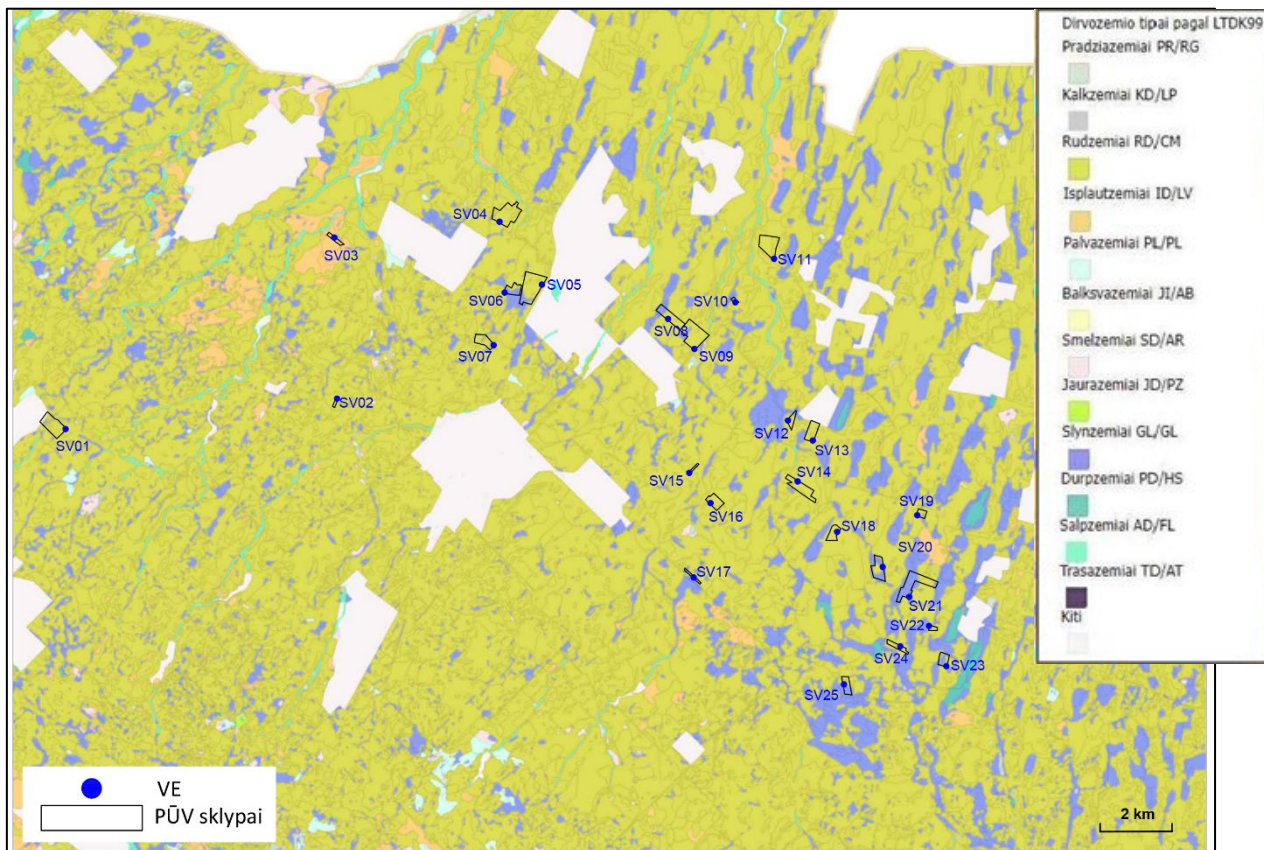 Dirvozemio tipai pagal LTDK99
Pradziazemiai PR/RG
Kalkzemiai KD/LP
Rudzemiai RD/CM
Isplautzemiai ID/LV
Palvazemiai PL/PL
Balksvazemiai JI/AB
Smelzemiai SD/AR
Jaurazemiai JD/PZ
Slynzemiai GL/GL
Durpzemiai PD/HS
Salpzemiai AD/FL
Trasazemiai TD/AT
Kiti
SV04
SV03
SV11
SV05
SV06
SV10
SV08
SV07
SV09
SV02
SV01
SV12
SV13
SV15
SV14
SV16
SV19
SV18
SV20
SV17
SV21
SV22
SV24
SV23
SV25
VE
PŪV sklypai
2 km